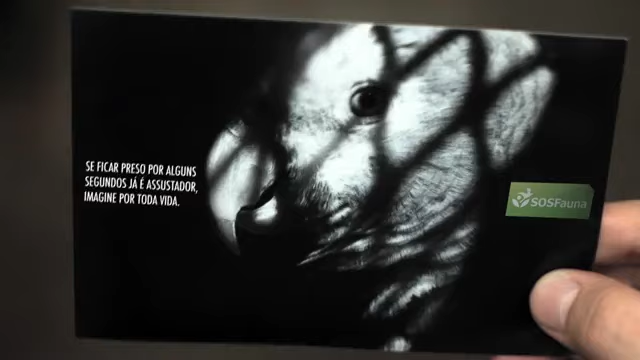 SE FICAR PRESO POR ALGUNS
SEGUNDOS JÁ É ASSUSTADOR,
IMAGINE POR TODA VIDA.
SOSFauna